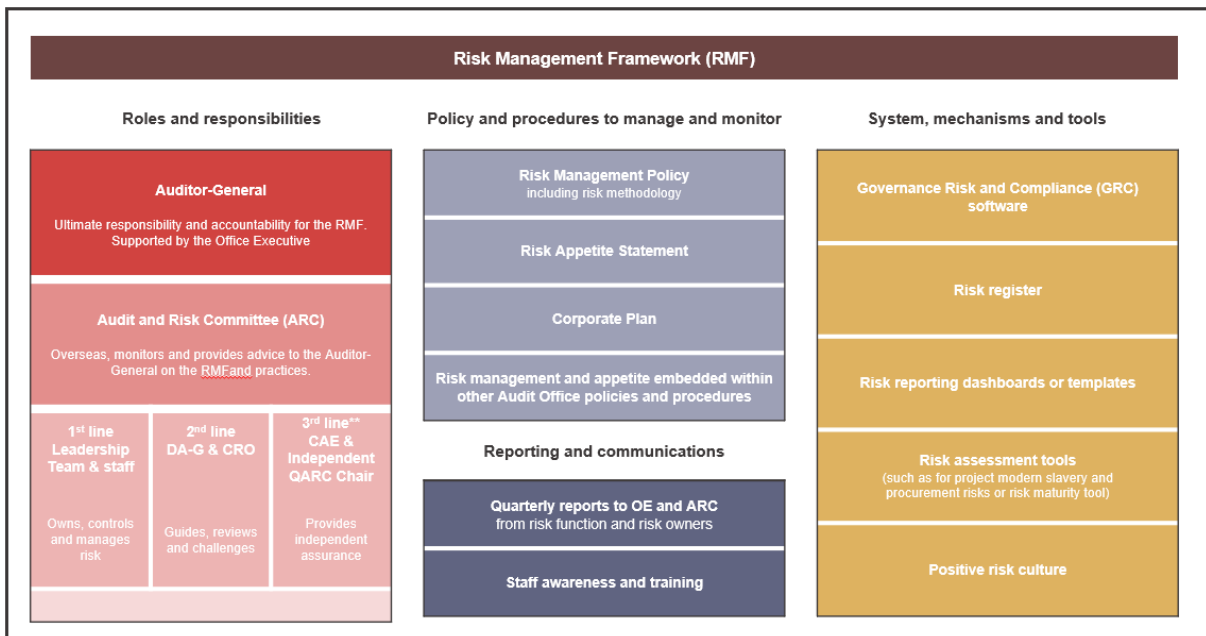 Risk Management Framework (RMF)
Roles and responsibilities
Auditor-General
Ultimate responsibility and accountability for the RMF.
Supported by the Office Executive
Audit and Risk Committee (ARC)
Overseas, monitors and provides advice to the Auditor-
General on the RMFand practices.
1st line
Leadership
Team & staff
Owns, controls
and manages
risk
2nd line
DA-G & CRO
Guides, reviews
and challenges
3rd line**
CAE &
Independent
QARC Chair
Provides
independent
assurance
Policy and procedures to manage and monitor
Risk Management Policy
including risk methodology
Risk Appetite Statement
Corporate Plan
Risk management and appetite embedded within
other Audit Office policies and procedures
Reporting and communications
Quarterly reports to OE and ARC
from risk function and risk owners
Staff awareness and training
System, mechanisms and tools
Governance Risk and Compliance (GRC)
software
Risk register
Risk reporting dashboards or templates
Risk assessment tools
(such as for project modern slavery and
procurement risks or risk maturity tool)
Positive risk culture